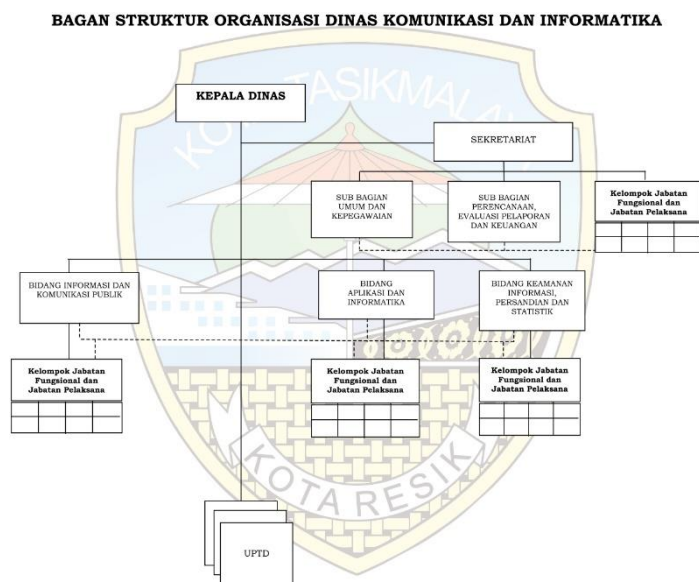 BAGAN STRUKTUR ORGANISASI DINAS KOMUNIKASI DAN INFORMATIKA
KOTA TASIKMALAYA
KEPALA DINAS
SEKRETARIAT
SUB BAGIAN
UMUM DAN
KEPEGAWAIAN
SUB BAGIAN
PERENCANAAN,
EVALUASI PELAPORAN
DAN KEUANGAN
Kelompok Jabatan
Fungsional dan
Jabatan Pelaksana
BIDANG INFORMASI DAN
KOMUNIKASI PUBLIK
BIDANG
APLIKASI DAN
INFORMATIKA
BIDANG KEAMANAN
INFORMASI,
PERSANDIAN DAN
STATISTIK
Kelompok Jabatan
Fungsional dan
Jabatan Pelaksana
Kelompok Jabatan
Fungsional dan
Jabatan Pelaksana
Kelompok Jabatan
Fungsional dan
Jabatan Pelaksana
KOTA RESIK
UPTD